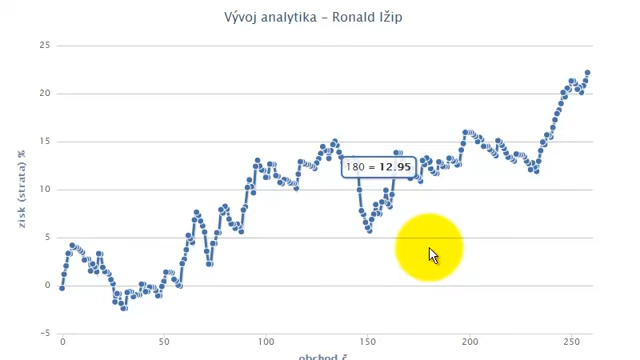 Vývoj analytika - Ronald Ižip
25
20
15
10
5
0
-5
zisk (strata) %
180 = 12.95
0 50 100 150 200 250
obchod č.